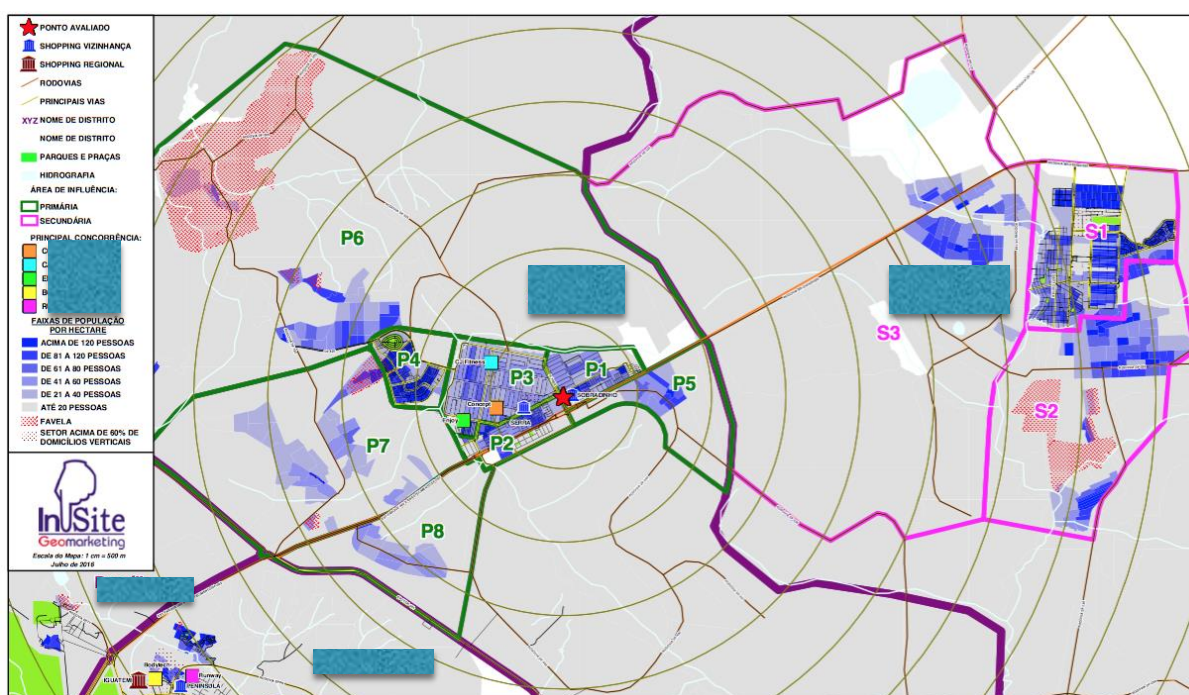 PONTO AVALIADO
SHOPPING VIZINHANÇA
SHOPPING REGIONAL
RODOVIAS
PRINCIPAIS VIAS
XYZ NOME DE DISTRITO
NOME DE DISTRITO
PARQUES E PRAÇAS
HIDROGRAFIA
ÁREA DE INFLUÊNCIA:
PRIMÁRIA
SECUNDÁRIA
PRINCIPAL CONCORRÊNCIA:
FAIXAS DE POPULAÇÃO
POR HECTARE
ACIMA DE 120 PESSOAS
DE 81 A 120 PESSOAS
DE 61 A 80 PESSOAS
DE 41 A 60 PESSOAS
DE 21 A 40 PESSOAS
ATÉ 20 PESSOAS
FAVELA
SETOR ACIMA DE 60% DE
DOMICÍLIOS VERTICAIS
InSite
Geomarketing
Escala do Mapa: 1 cm = 500 m
Julho de 2016
P6
P4
P3
P1
SOBRADINHO
P5
Concept
Enjoy
SERRA
P2
P7
P8
S1
S3
S2
Runway
IGUATEMI
PENINSULA